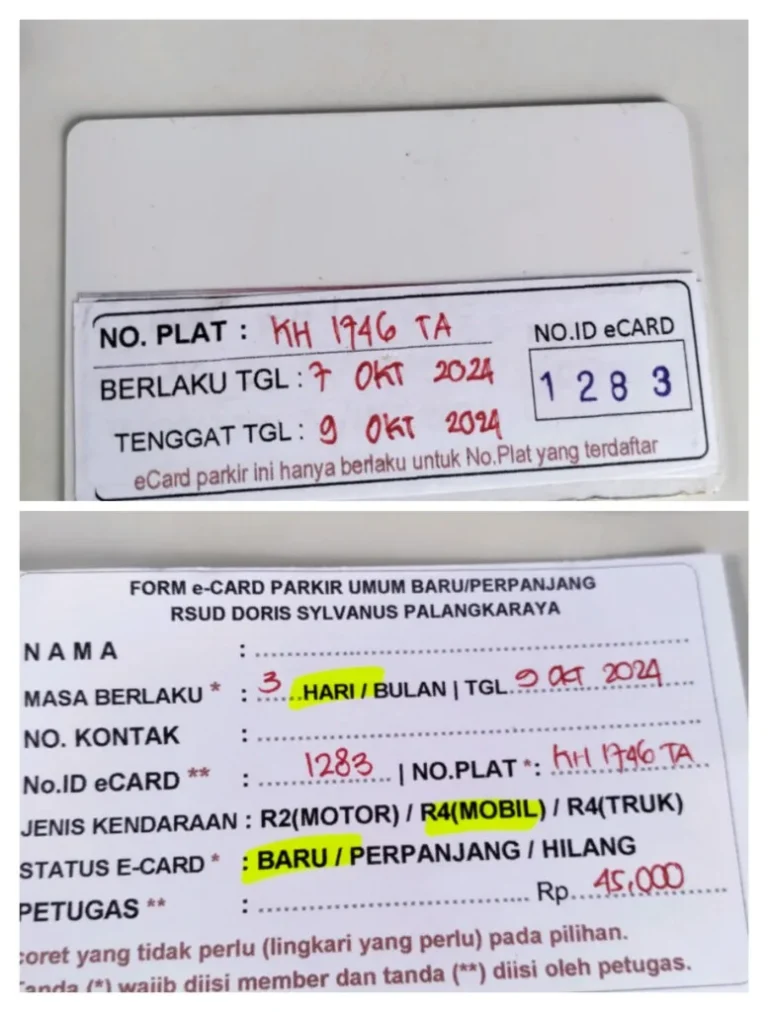 NO. PLAT : KH 1746 TA
NO.ID eCARD
BERLAKU TGL : 7 OKT 2024
1 2 8 3
TENGGAT TGL : 9 OKT 2024
eCard parkir ini hanya berlaku untuk No.Plat yang terdaftar
FORM e-CARD PARKIR UMUM BARU/PERPANJANG
RSUD DORIS SYLVANUS PALANGKARAYA
N A M A :
MASA BERLAKU * : 3 HARI / BULAN | TGL. 9 OKT 2024
NO. KONTAK :
No.ID eCARD ** : 1283 | NO.PLAT *: KH 1746 TA
JENIS KENDARAAN : R2(MOTOR) / R4(MOBIL) / R4(TRUK)
STATUS E-CARD * : BARU / PERPANJANG / HILANG
PETUGAS ** : Rp. 45,000
coret yang tidak perlu (lingkari yang perlu) pada pilihan.
Tanda (*) wajib diisi member dan tanda (**) diisi oleh petugas.